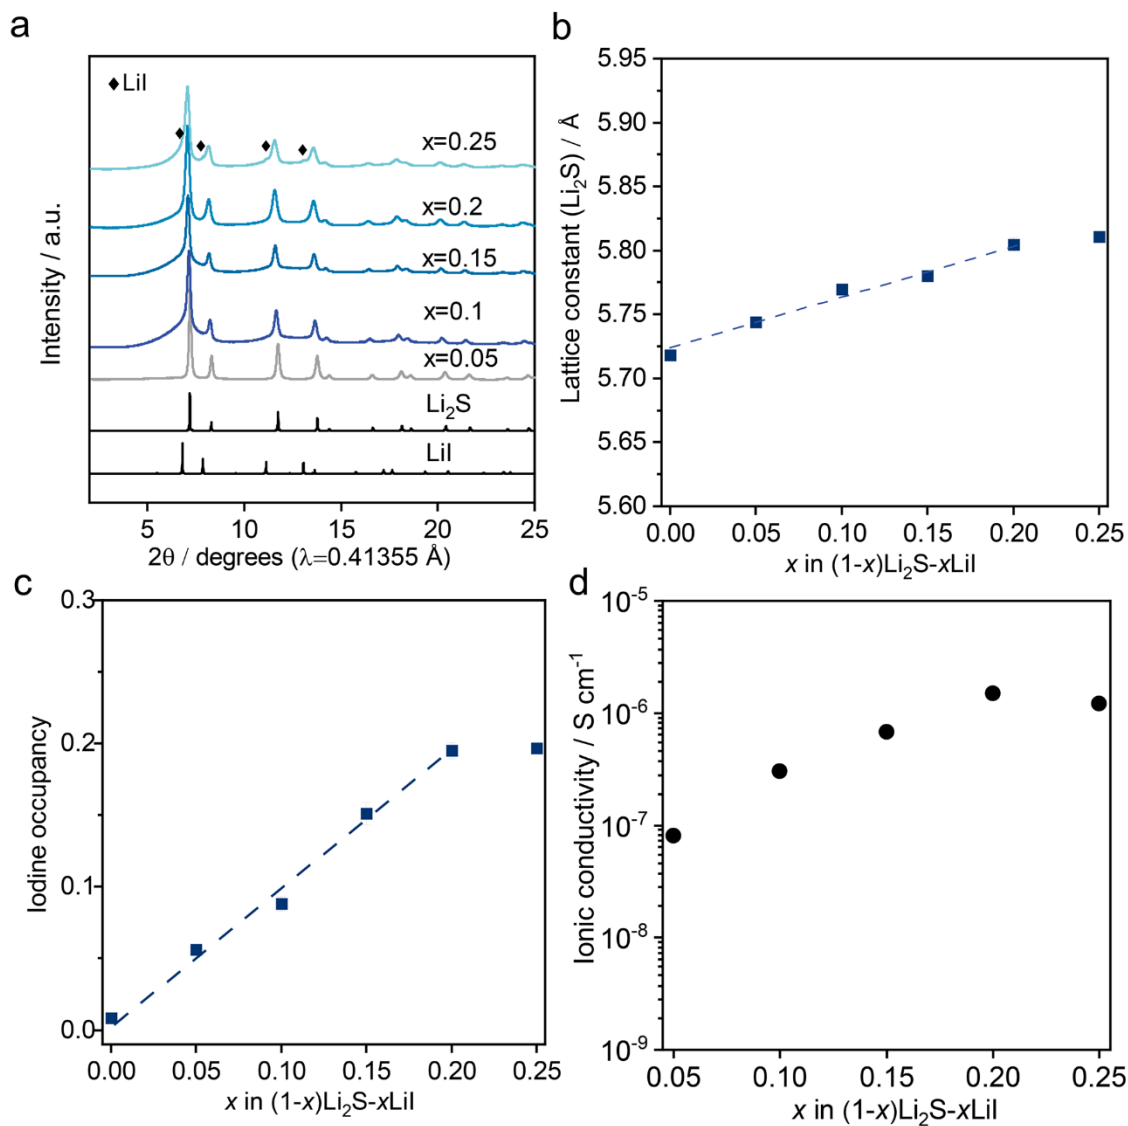 a
◆LiI
x=0.25
x=0.2
x=0.15
x=0.1
x=0.05
Li₂S
LiI
Intensity / a.u.
5 10 15 20 25
2θ / degrees (λ=0.41355 Å)
b
5.95
5.90
5.85
5.80
5.75
5.70
5.65
5.60
Lattice constant (Li₂S) / Å
0.00 0.05 0.10 0.15 0.20 0.25
x in (1-x)Li₂S-xLiI
c
0.3
0.2
0.1
0.0
Iodine occupancy
0.00 0.05 0.10 0.15 0.20 0.25
x in (1-x)Li₂S-xLiI
d
10⁻⁵
10⁻⁶
10⁻⁷
10⁻⁸
10⁻⁹
Ionic conductivity / S cm⁻¹
0.05 0.10 0.15 0.20 0.25
x in (1-x)Li₂S-xLiI